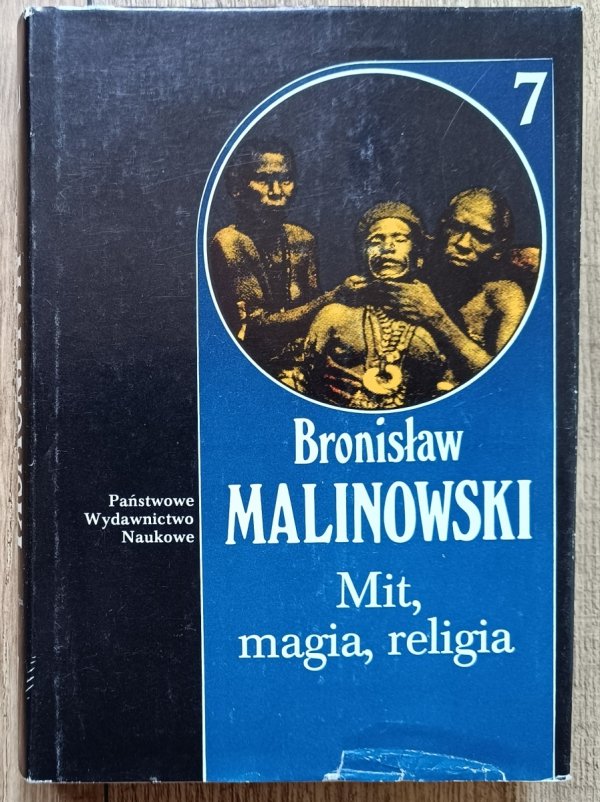 7
Bronisław
MALINOWSKI
Państwowe
Wydawnictwo
Naukowe
Mit,
magia, religia